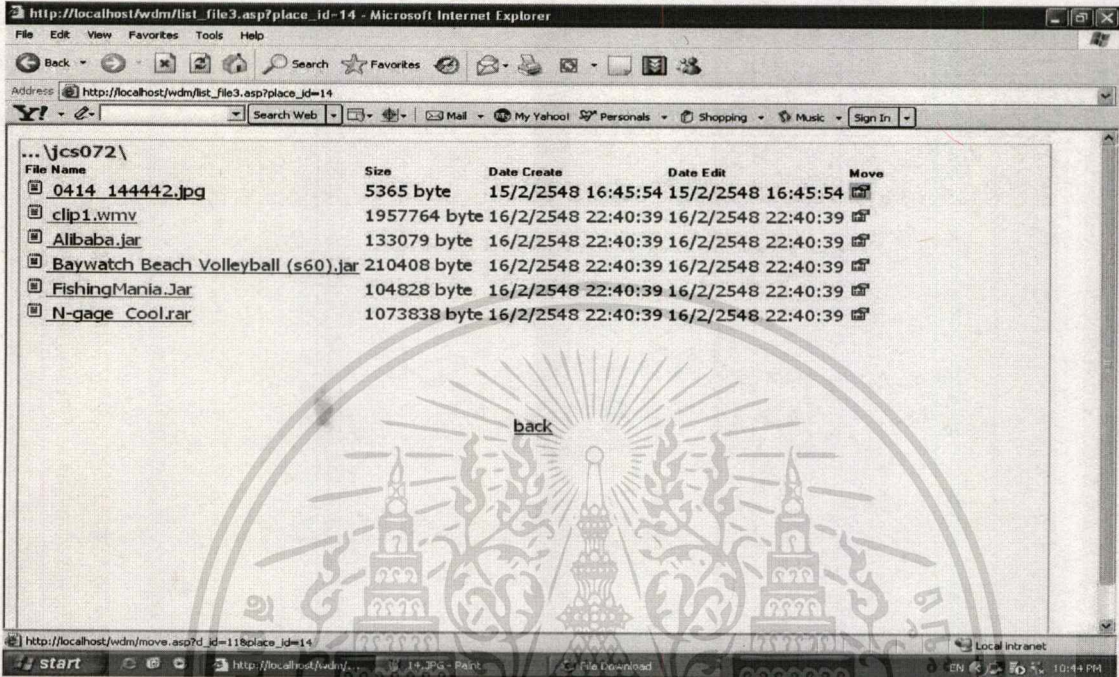 http://localhost/wdm/list_file3.asp?place_id=14 - Microsoft Internet Explorer
File Edit View Favorites Tools Help
Back Search Favorites
Address http://localhost/wdm/list_file3.asp?place_id=14
Y! Search Web Mail My Yahoo! Personals Shopping Music Sign In
...\jcs072\
File Name Size Date Create Date Edit Move
0414_144442.jpg 5365 byte 15/2/2548 16:45:54 15/2/2548 16:45:54
clip1.wmv 1957764 byte 16/2/2548 22:40:39 16/2/2548 22:40:39
Alibaba.jar 133079 byte 16/2/2548 22:40:39 16/2/2548 22:40:39
Baywatch Beach Volleyball (s60).jar 210408 byte 16/2/2548 22:40:39 16/2/2548 22:40:39
FishingMania.Jar 104828 byte 16/2/2548 22:40:39 16/2/2548 22:40:39
N-gage_Cool.rar 1073838 byte 16/2/2548 22:40:39 16/2/2548 22:40:39
back
http://localhost/wdm/move.asp?d_id=118place_id=14 Local intranet
start http://localhost/wdm/... 14.JPG - Paint File Download EN 10:44 PM